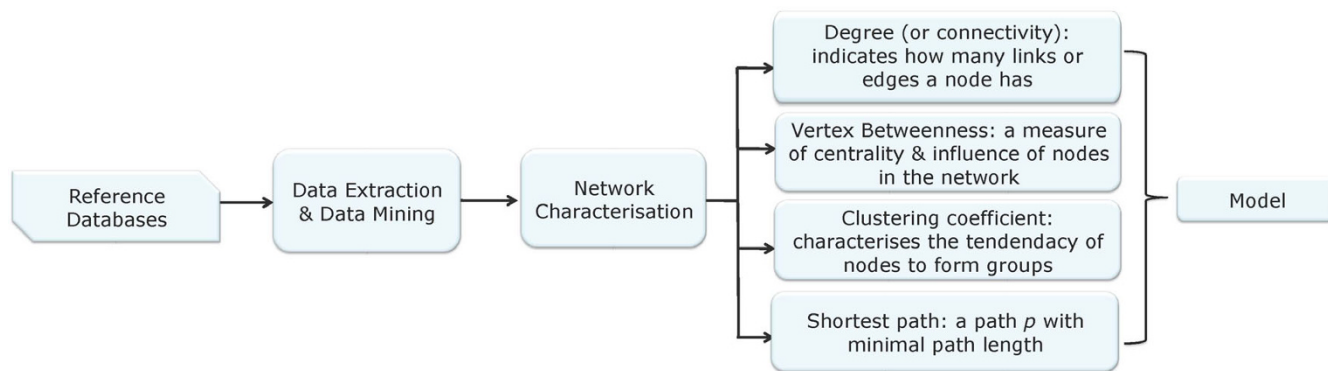 Reference
Databases
Data Extraction
& Data Mining
Network
Characterisation
Degree (or connectivity):
indicates how many links or
edges a node has
Vertex Betweenness: a measure
of centrality & influence of nodes
in the network
Clustering coefficient:
characterises the tendendacy of
nodes to form groups
Shortest path: a path p with
minimal path length
Model